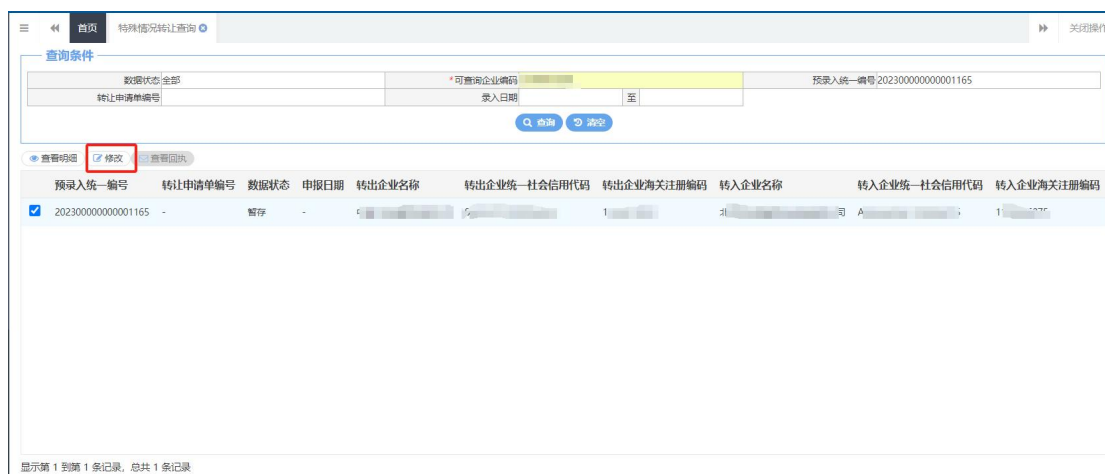 首页 特殊情况转让查询 关闭操作
查询条件
数据状态 全部 *可查询企业编码 预录入统一编号 202300000000001165
转让申请单编号 录入日期 至
查询 清空
查看明细 修改 查看回执
预录入统一编号 转让申请单编号 数据状态 申报日期 转出企业名称 转出企业统一社会信用代码 转出企业海关注册编码 转入企业名称 转入企业统一社会信用代码 转入企业海关注册编码
202300000000001165 - 暂存 - 1 北 司 A 1
显示第 1 到第 1 条记录，总共 1 条记录